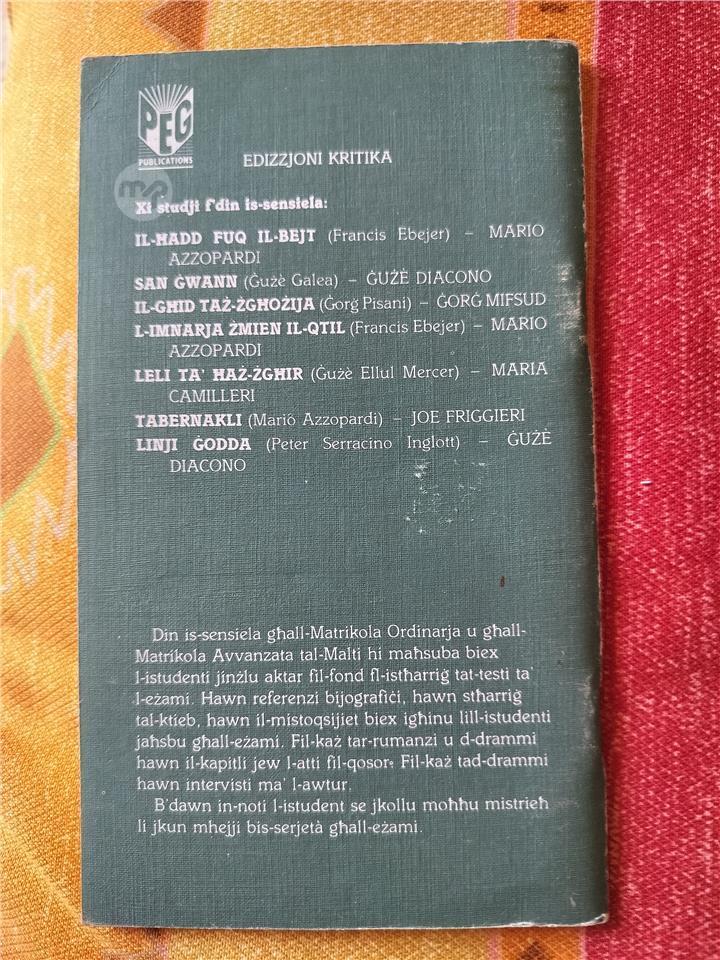 PEG
PUBLICATIONS
EDIZZJONI KRITIKA
Xi studji f'din is-sensiela:
IL-ĦADD FUQ IL-BEJT (Francis Ebejer) – MARIO
AZZOPARDI
SAN ĠWANN (Ġużè Galea) – ĠUŻÈ DIACONO
IL-GĦID TAŻ-ŻGĦOŻIJA (Ġorġ Pisani) – ĠORĠ MIFSUD
L-IMNARJA ŻMIEN IL-QTIL (Francis Ebejer) – MARIO
AZZOPARDI
LELI TA' ĦAŻ-ŻGĦIR (Ġużè Ellul Mercer) – MARIA
CAMILLERI
TABERNAKLI (Mario Azzopardi) – JOE FRIGGIERI
LINJI ĠODDA (Peter Serracino Inglott) – ĠUŻÈ
DIACONO
Din is-sensiela għall-Matrikola Ordinarja u għall-
Matrikola Avvanzata tal-Malti hi maħsuba biex
l-istudenti jinżlu aktar fil-fond fl-istħarriġ tat-testi ta'
l-eżami. Hawn referenzi bijografiċi, hawn stħarriġ
tal-ktieb, hawn il-mistoqsijiet biex igħinu lill-istudenti
jaħsbu għall-eżami. Fil-każ tar-rumanzi u d-drammi
hawn il-kapitli jew l-atti fil-qosor. Fil-każ tad-drammi
hawn intervisti ma' l-awtur.
B'dawn in-noti l-istudent se jkollu moħħu mistrieħ
li jkun mħejji bis-serjetà għall-eżami.